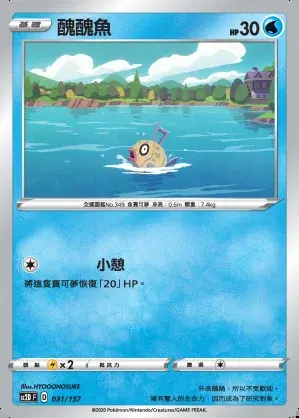 基礎 醜醜魚 HP30
全國圖鑑No.349 魚寶可夢 身高：0.6m 體重：7.4kg
小憩
將這隻寶可夢恢復「20」HP。
弱點 ×2 抵抗力 撤退
Illus.HYOGONOSUKE
SC2D F D 031/157
外表醜陋，所以不受歡迎。
擁有驚人的生命力，因而成為了研究對象。
©2020 Pokémon/Nintendo/Creatures/GAME FREAK.